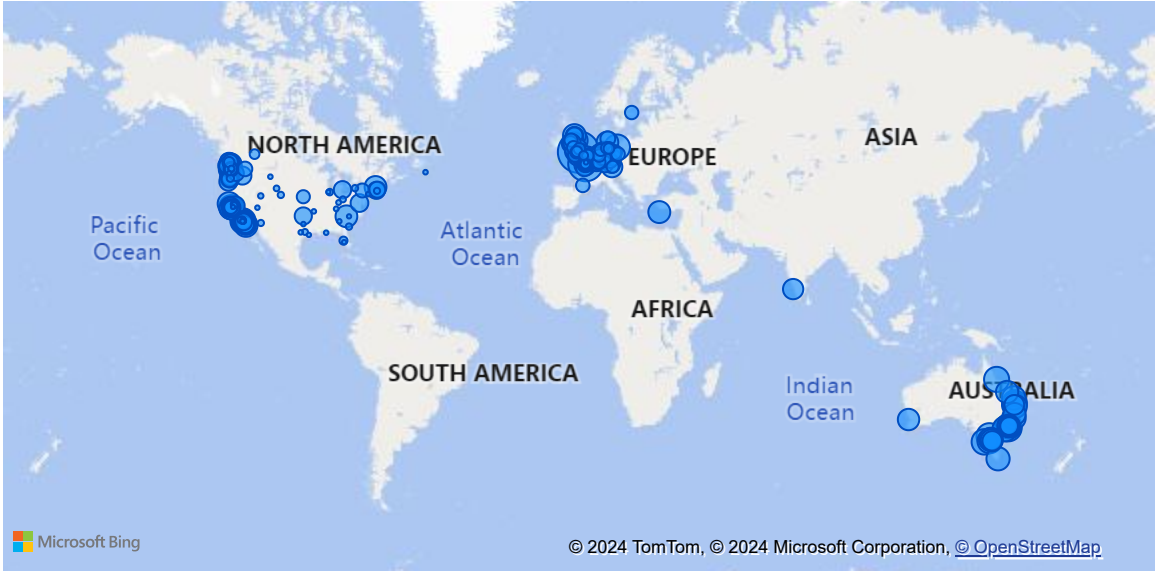 NORTH AMERICA
ASIA
EUROPE
Pacific
Ocean
Atlantic
Ocean
AFRICA
SOUTH AMERICA
Indian
Ocean
AUSTRALIA
Microsoft Bing
© 2024 TomTom, © 2024 Microsoft Corporation, © OpenStreetMap